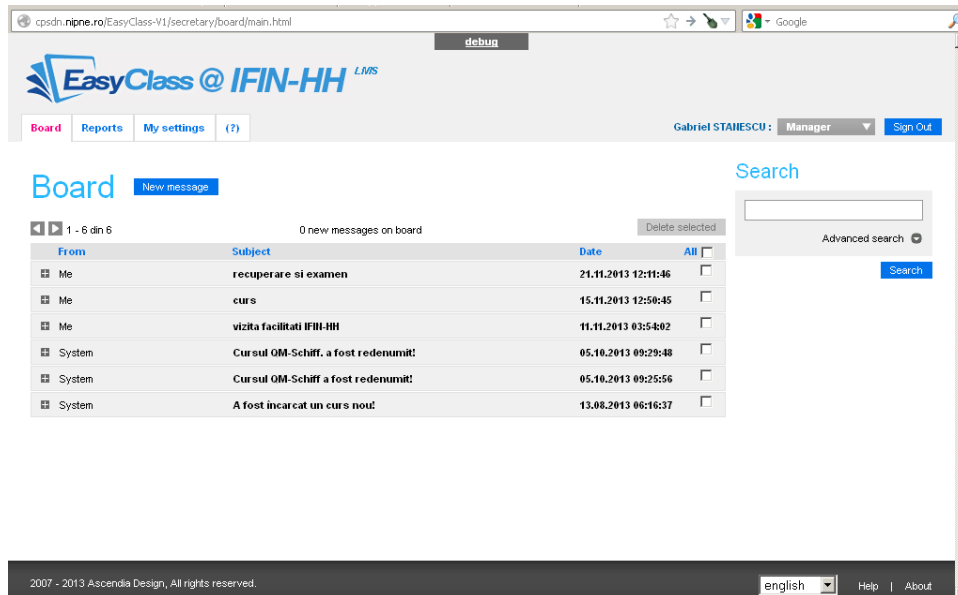 cpsdn.nipne.ro/EasyClass-V1/secretary/board/main.html
Google
debug
EasyClass @ IFIN-HH LMS
Board Reports My settings (?)
Gabriel STANESCU : Manager Sign Out
Board New message
Search
1 - 6 din 6 0 new messages on board Delete selected
Advanced search
Search
From Subject Date All
Me recuperare si examen 21.11.2013 12:11:46
Me curs 15.11.2013 12:50:45
Me vizita facilitati IFIN-HH 11.11.2013 03:54:02
System Cursul QM-Schiff. a fost redenumit! 05.10.2013 09:29:48
System Cursul QM-Schiff a fost redenumit! 05.10.2013 09:25:56
System A fost incarcat un curs nou! 13.08.2013 06:16:37
2007 - 2013 Ascendia Design, All rights reserved.
english Help | About